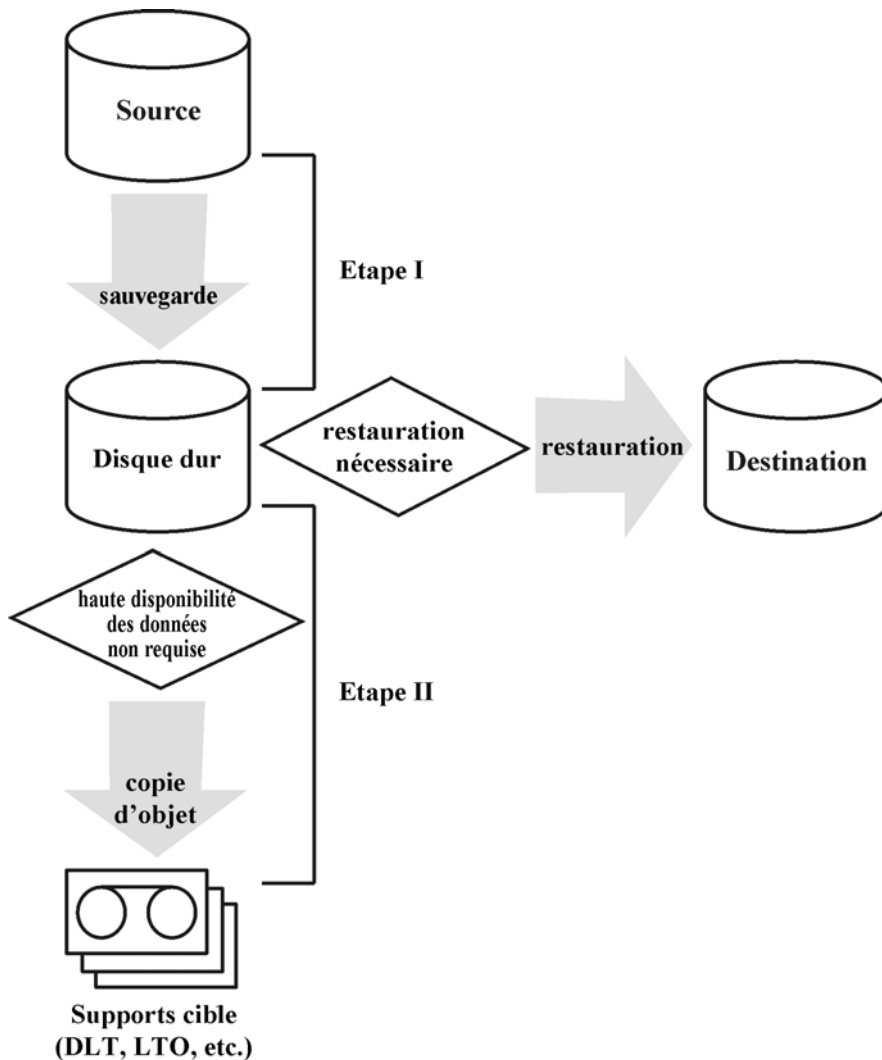 Source
Etape I
sauvegarde
Disque dur
restauration
nécessaire
restauration
Destination
haute disponibilité
des données
non requise
Etape II
copie
d’objet
Supports cible
(DLT, LTO, etc.)